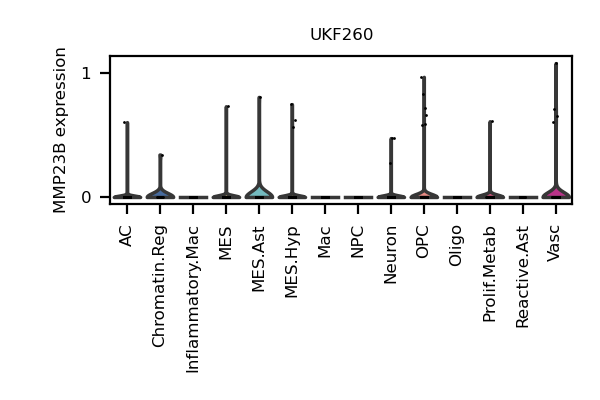 UKF260
MMP23B expression
1
0
AC
Chromatin.Reg
Inflammatory.Mac
MES
MES.Ast
MES.Hyp
Mac
NPC
Neuron
OPC
Oligo
Prolif.Metab
Reactive.Ast
Vasc